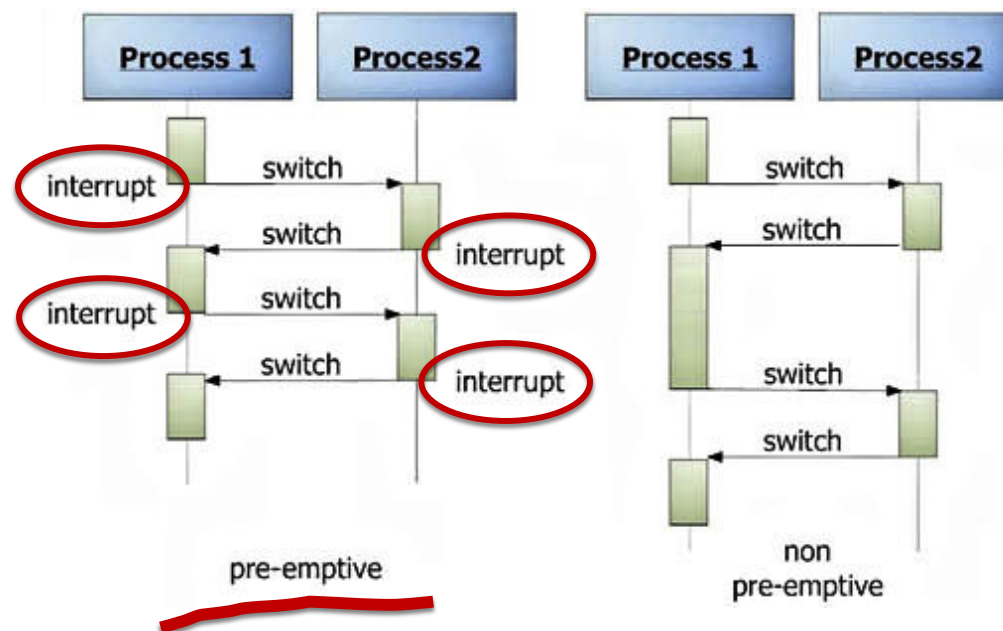 Process 1
Process2
interrupt
switch
switch
interrupt
interrupt
switch
switch
interrupt
pre-emptive
Process 1
Process2
switch
switch
switch
switch
non
pre-emptive